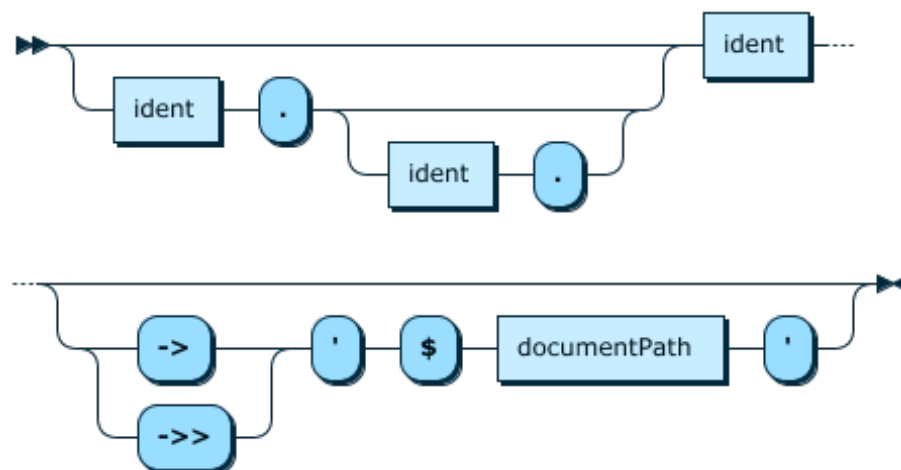 ident
ident .
ident .
-> ' $ documentPath '
->>